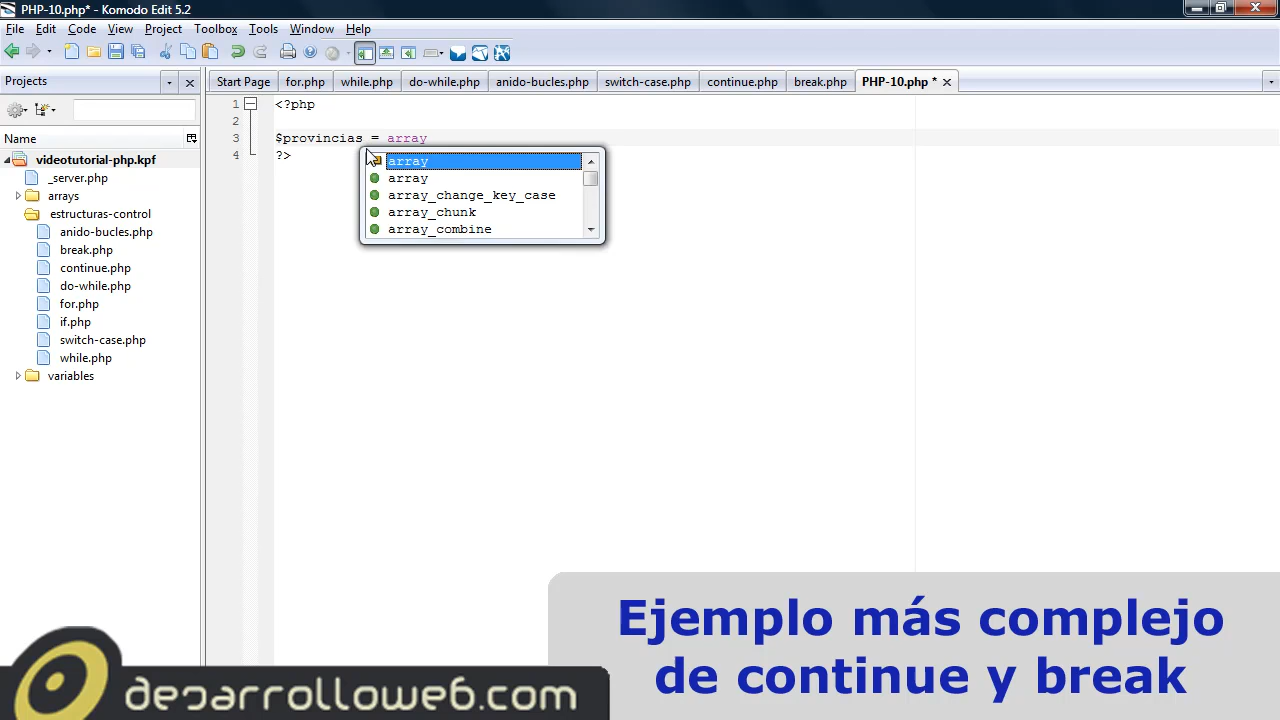 PHP-10.php* - Komodo Edit 5.2
File Edit Code View Project Toolbox Tools Window Help
Projects
Start Page for.php while.php do-while.php anido-bucles.php switch-case.php continue.php break.php PHP-10.php *
Name
videotutorial-php.kpf
_server.php
arrays
estructuras-control
anido-bucles.php
break.php
continue.php
do-while.php
for.php
if.php
switch-case.php
while.php
variables
1 <?php
2
3 $provincias = array
4 ?>
array
array
array_change_key_case
array_chunk
array_combine
Ejemplo más complejo
de continue y break
desarrolloweb.com